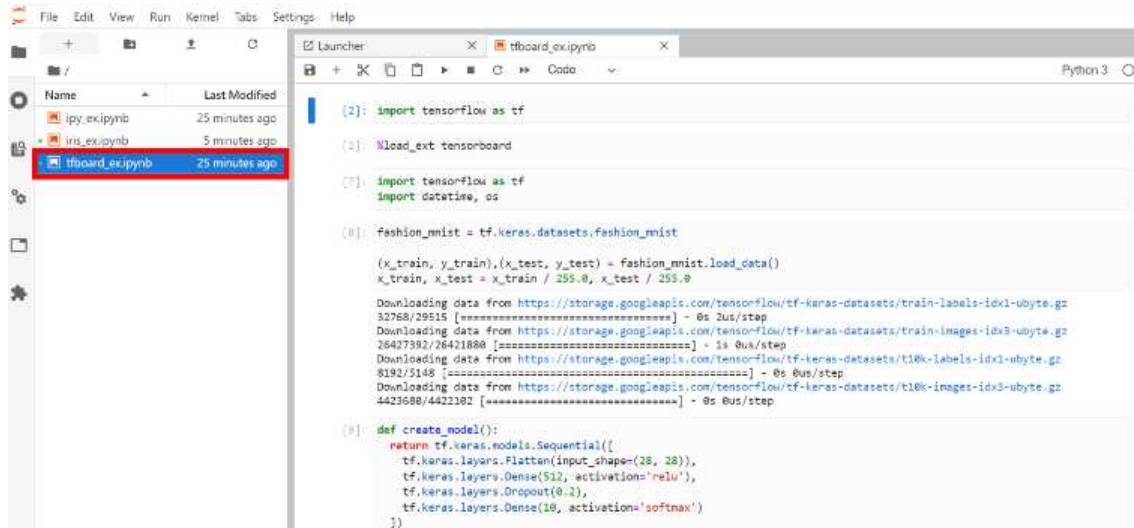 File Edit View Run Kernel Tabs Settings Help
Launcher
tfboard_ex.ipynb
Code
Python 3
/
Name
Last Modified
ipy_ex.ipynb
25 minutes ago
iris_ex.ipynb
5 minutes ago
tfboard_ex.ipynb
25 minutes ago
[2]: import tensorflow as tf
%load_ext tensorboard
[7]: import tensorflow as tf
import datetime, os
[8]: fashion_mnist = tf.keras.datasets.fashion_mnist
(x_train, y_train),(x_test, y_test) = fashion_mnist.load_data()
x_train, x_test = x_train / 255.0, x_test / 255.0
Downloading data from https://storage.googleapis.com/tensorflow/tf-keras-datasets/train-labels-idx1-ubyte.gz
32768/29515 [=================================] - 0s 2us/step
Downloading data from https://storage.googleapis.com/tensorflow/tf-keras-datasets/train-images-idx3-ubyte.gz
26427392/26421880 [==============================] - 1s 0us/step
Downloading data from https://storage.googleapis.com/tensorflow/tf-keras-datasets/t10k-labels-idx1-ubyte.gz
8192/5148 [===============================================] - 0s 0us/step
Downloading data from https://storage.googleapis.com/tensorflow/tf-keras-datasets/t10k-images-idx3-ubyte.gz
4423680/4422102 [==============================] - 0s 0us/step
[9]: def create_model():
return tf.keras.models.Sequential([
tf.keras.layers.Flatten(input_shape=(28, 28)),
tf.keras.layers.Dense(512, activation='relu'),
tf.keras.layers.Dropout(0.2),
tf.keras.layers.Dense(10, activation='softmax')
])